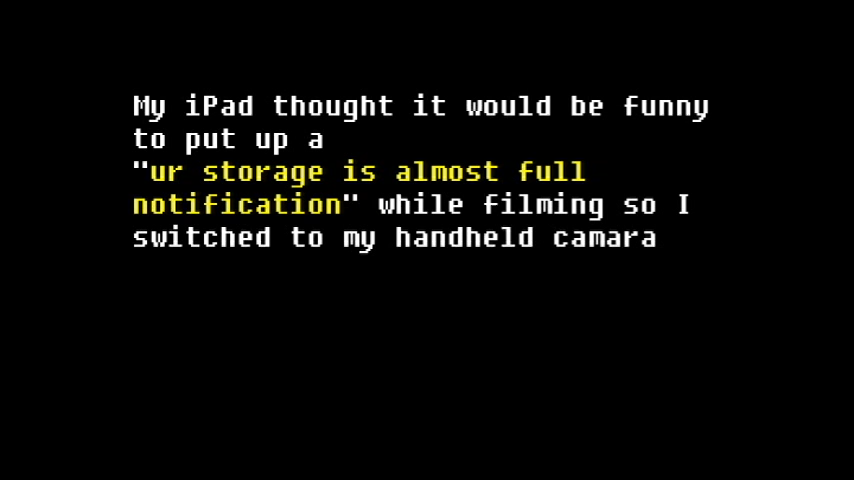 My iPad thought it would be funny
to put up a
"ur storage is almost full
notification" while filming so I
switched to my handheld camara